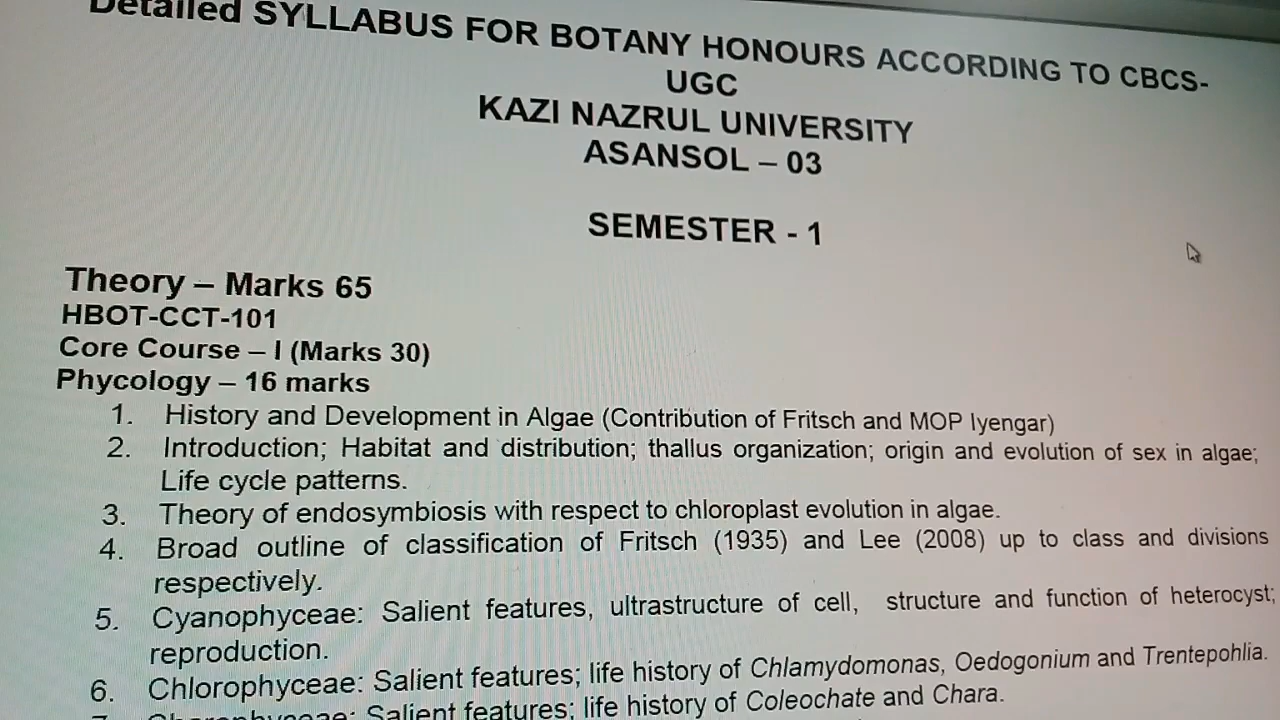 Detailed SYLLABUS FOR BOTANY HONOURS ACCORDING TO CBCS-
UGC
KAZI NAZRUL UNIVERSITY
ASANSOL – 03
SEMESTER - 1
Theory – Marks 65
HBOT-CCT-101
Core Course – I (Marks 30)
Phycology – 16 marks
1. History and Development in Algae (Contribution of Fritsch and MOP Iyengar)
2. Introduction; Habitat and distribution; thallus organization; origin and evolution of sex in algae;
Life cycle patterns.
3. Theory of endosymbiosis with respect to chloroplast evolution in algae.
4. Broad outline of classification of Fritsch (1935) and Lee (2008) up to class and divisions
respectively.
5. Cyanophyceae: Salient features, ultrastructure of cell, structure and function of heterocyst;
reproduction.
6. Chlorophyceae: Salient features; life history of Chlamydomonas, Oedogonium and Trentepohlia.
7. Charophyceae: Salient features; life history of Coleochate and Chara.